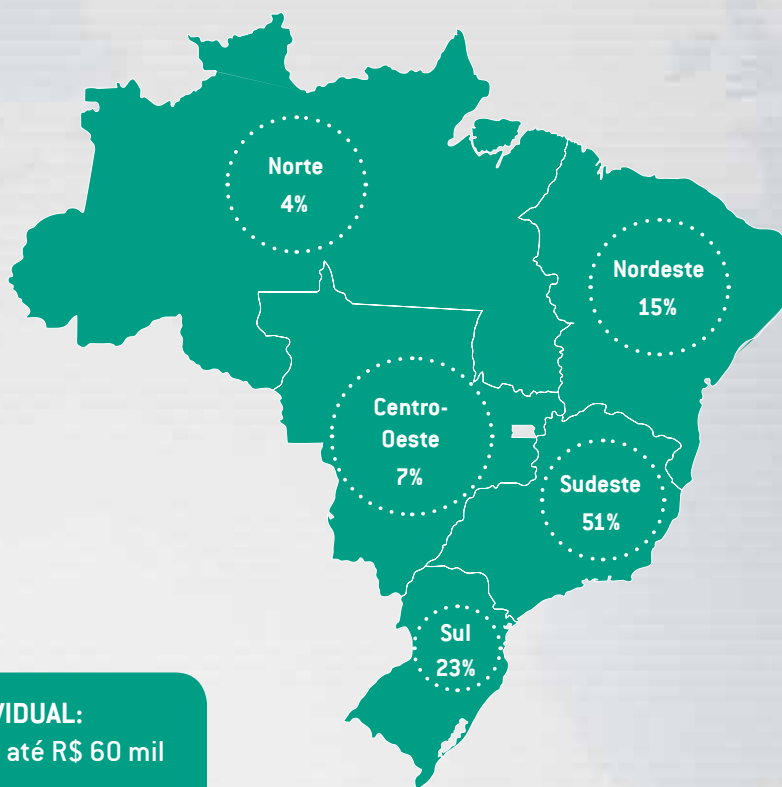 Norte
4%
Nordeste
15%
Centro-
Oeste
7%
Sudeste
51%
Sul
23%
VIDUAL:
até R$ 60 mil